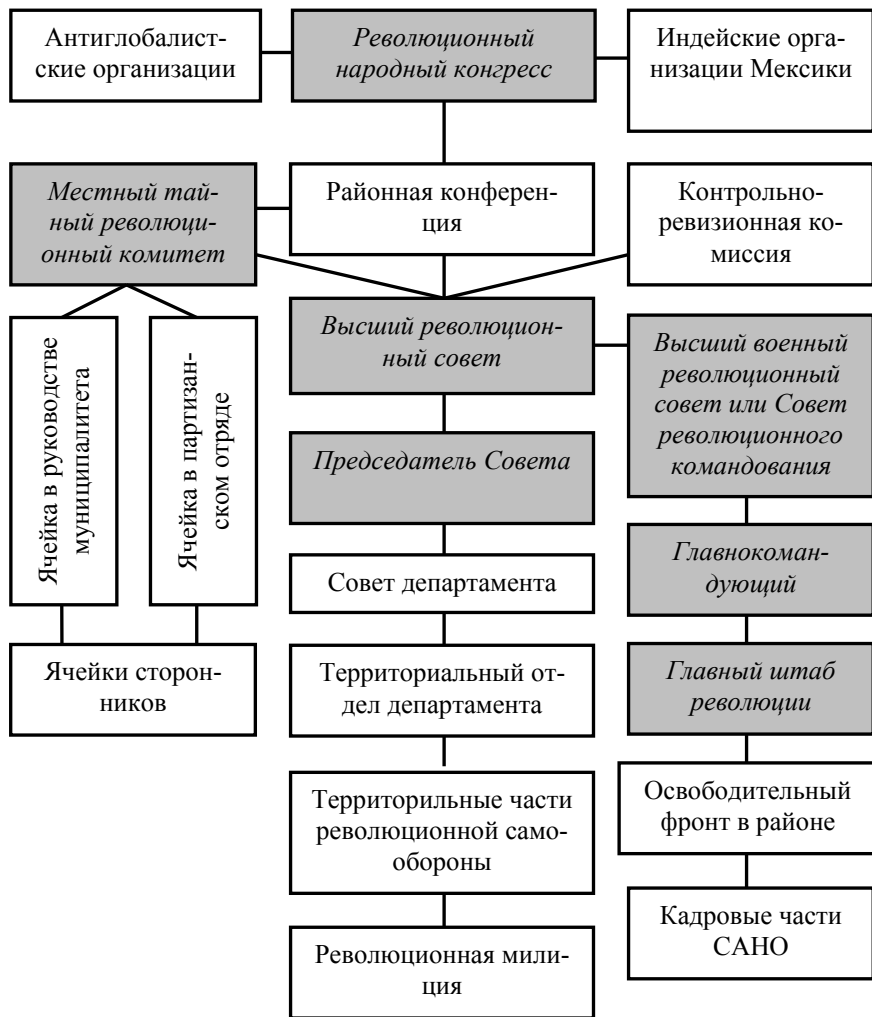 Антиглобалист-
ские организации
Революционный
народный конгресс
Индейские орга-
низации Мексики
Местный тай-
ный революци-
онный комитет
Районная конферен-
ция
Контрольно-
ревизионная ко-
миссия
Ячейка в руководстве
муниципалитета
Ячейка в партизан-
ском отряде
Высший революцион-
ный совет
Высший военный
революционный
совет или Совет
революционного
командования
Председатель Совета
Главнокоман-
дующий
Совет департамента
Ячейки сторон-
ников
Территориальный от-
дел департамента
Главный штаб
революции
Территорильные части
революционной само-
обороны
Освободительный
фронт в районе
Революционная мили-
ция
Кадровые части
САНО